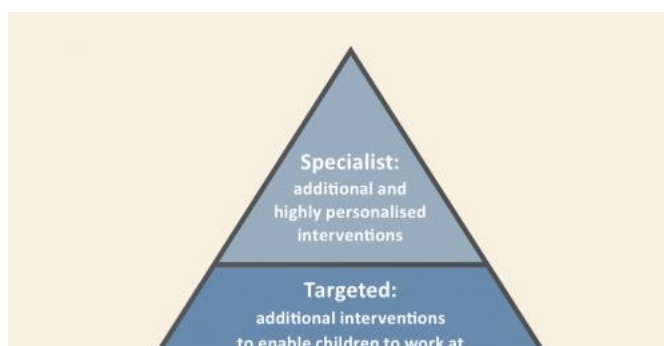 Specialist:
additional and
highly personalised
interventions
Targeted:
additional interventions
to enable children to work at